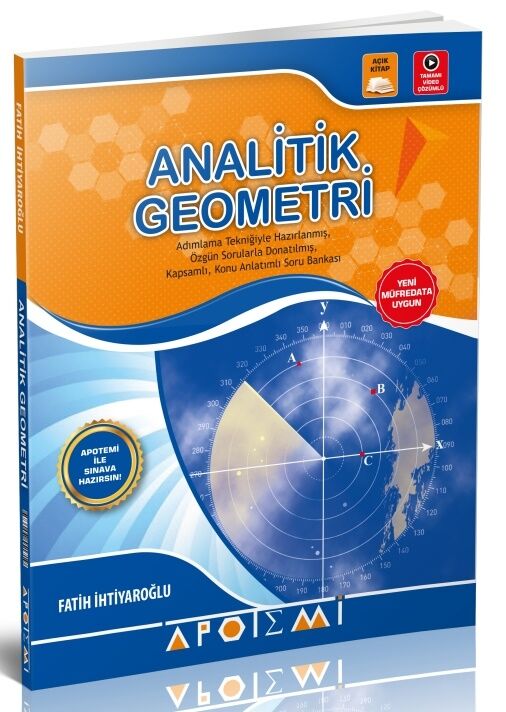 AÇIK
KİTAP
TAMAMI
VİDEO
ÇÖZÜMLÜ
ANALİTİK
GEOMETRİ
Adımlama Tekniğiyle Hazırlanmış,
Özgün Sorularla Donatılmış,
Kapsamlı, Konu Anlatımlı Soru Bankası
YENİ
MÜFREDATA
UYGUN
y
A
B
C
x
APOTEMİ
İLE
SINAVA
HAZIRSIN!
FATİH İHTİYAROĞLU
APOTEMİ
FATİH İHTİYAROĞLU
ANALİTİK GEOMETRİ
APOTEMİ